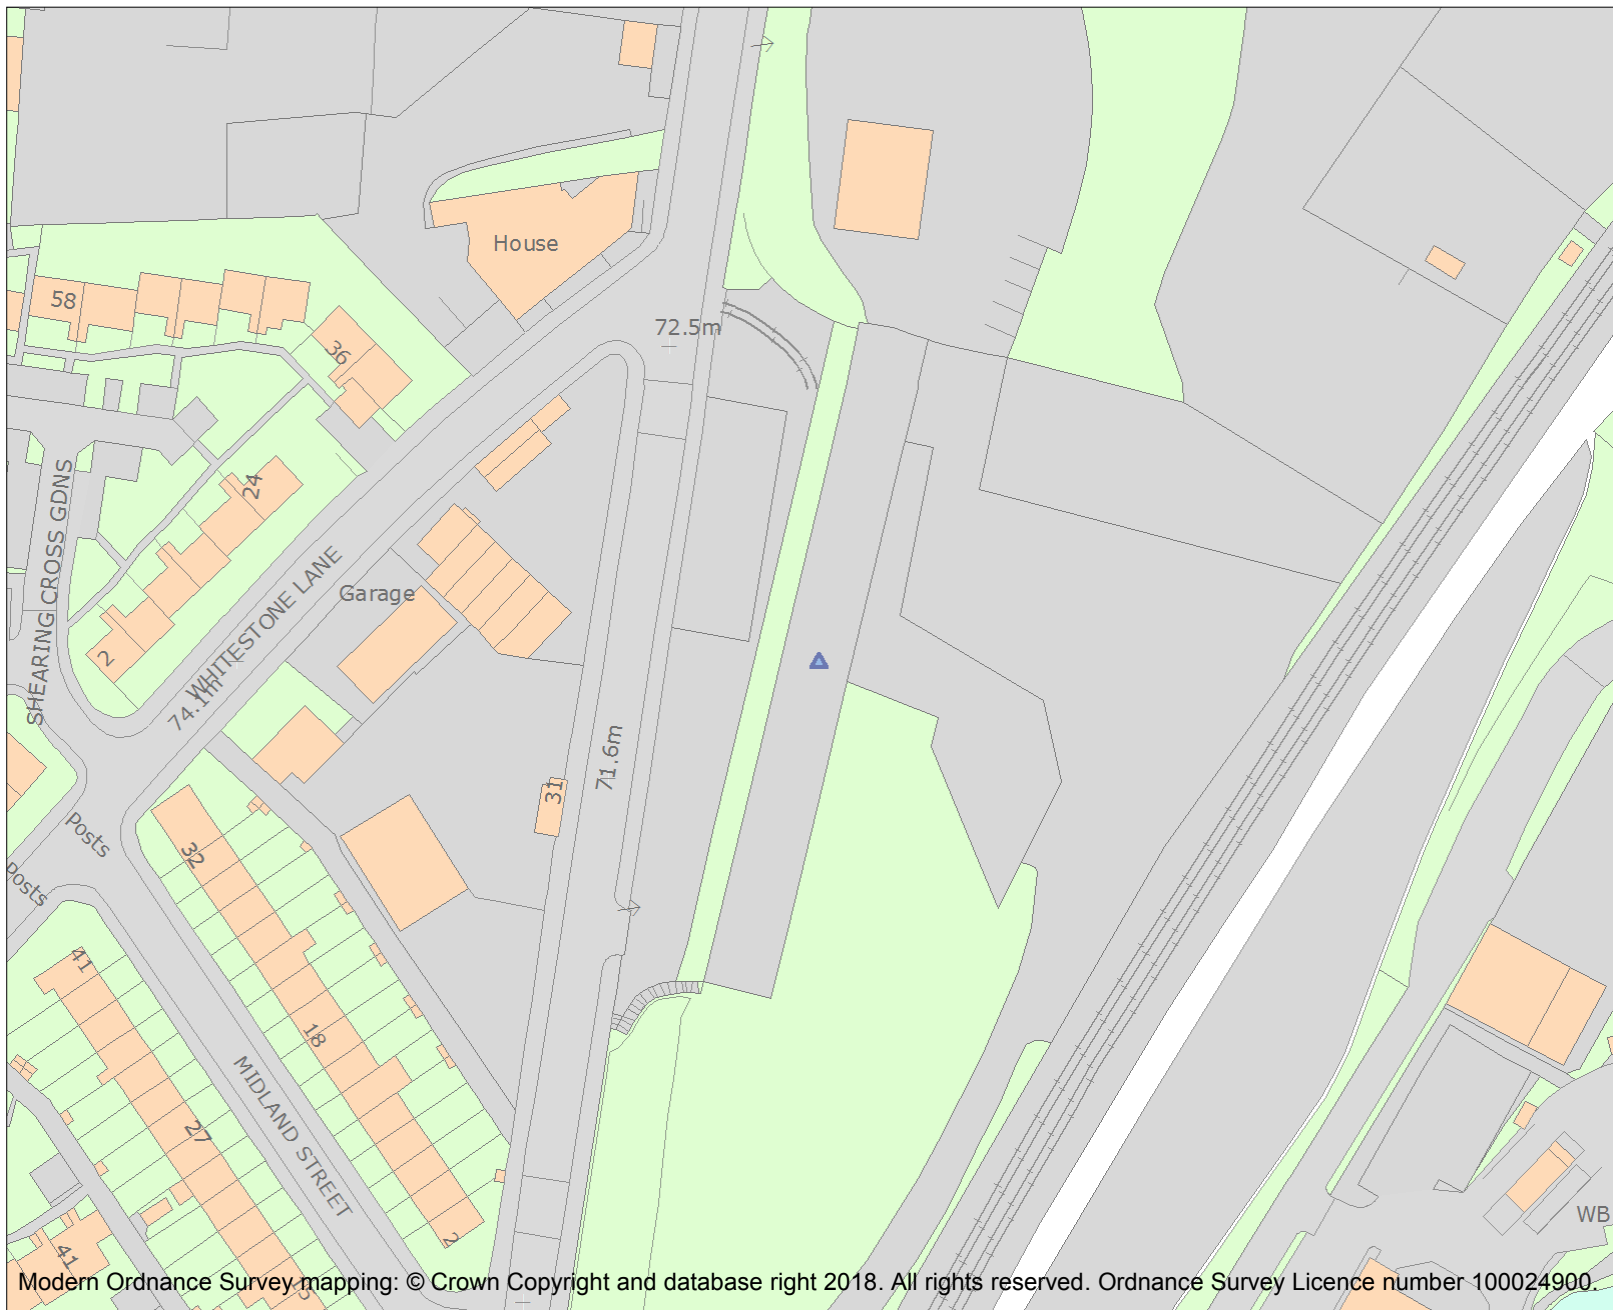 House
58
72.5m
36
24
SHEARING CROSS GDNS
WHITESTONE LANE
Garage
2
74.1m
71.6m
31
Posts
32
Posts
41
18
27
MIDLAND STREET
WB
2
41
Modern Ordnance Survey mapping: © Crown Copyright and database right 2018. All rights reserved. Ordnance Survey Licence number 100024900.